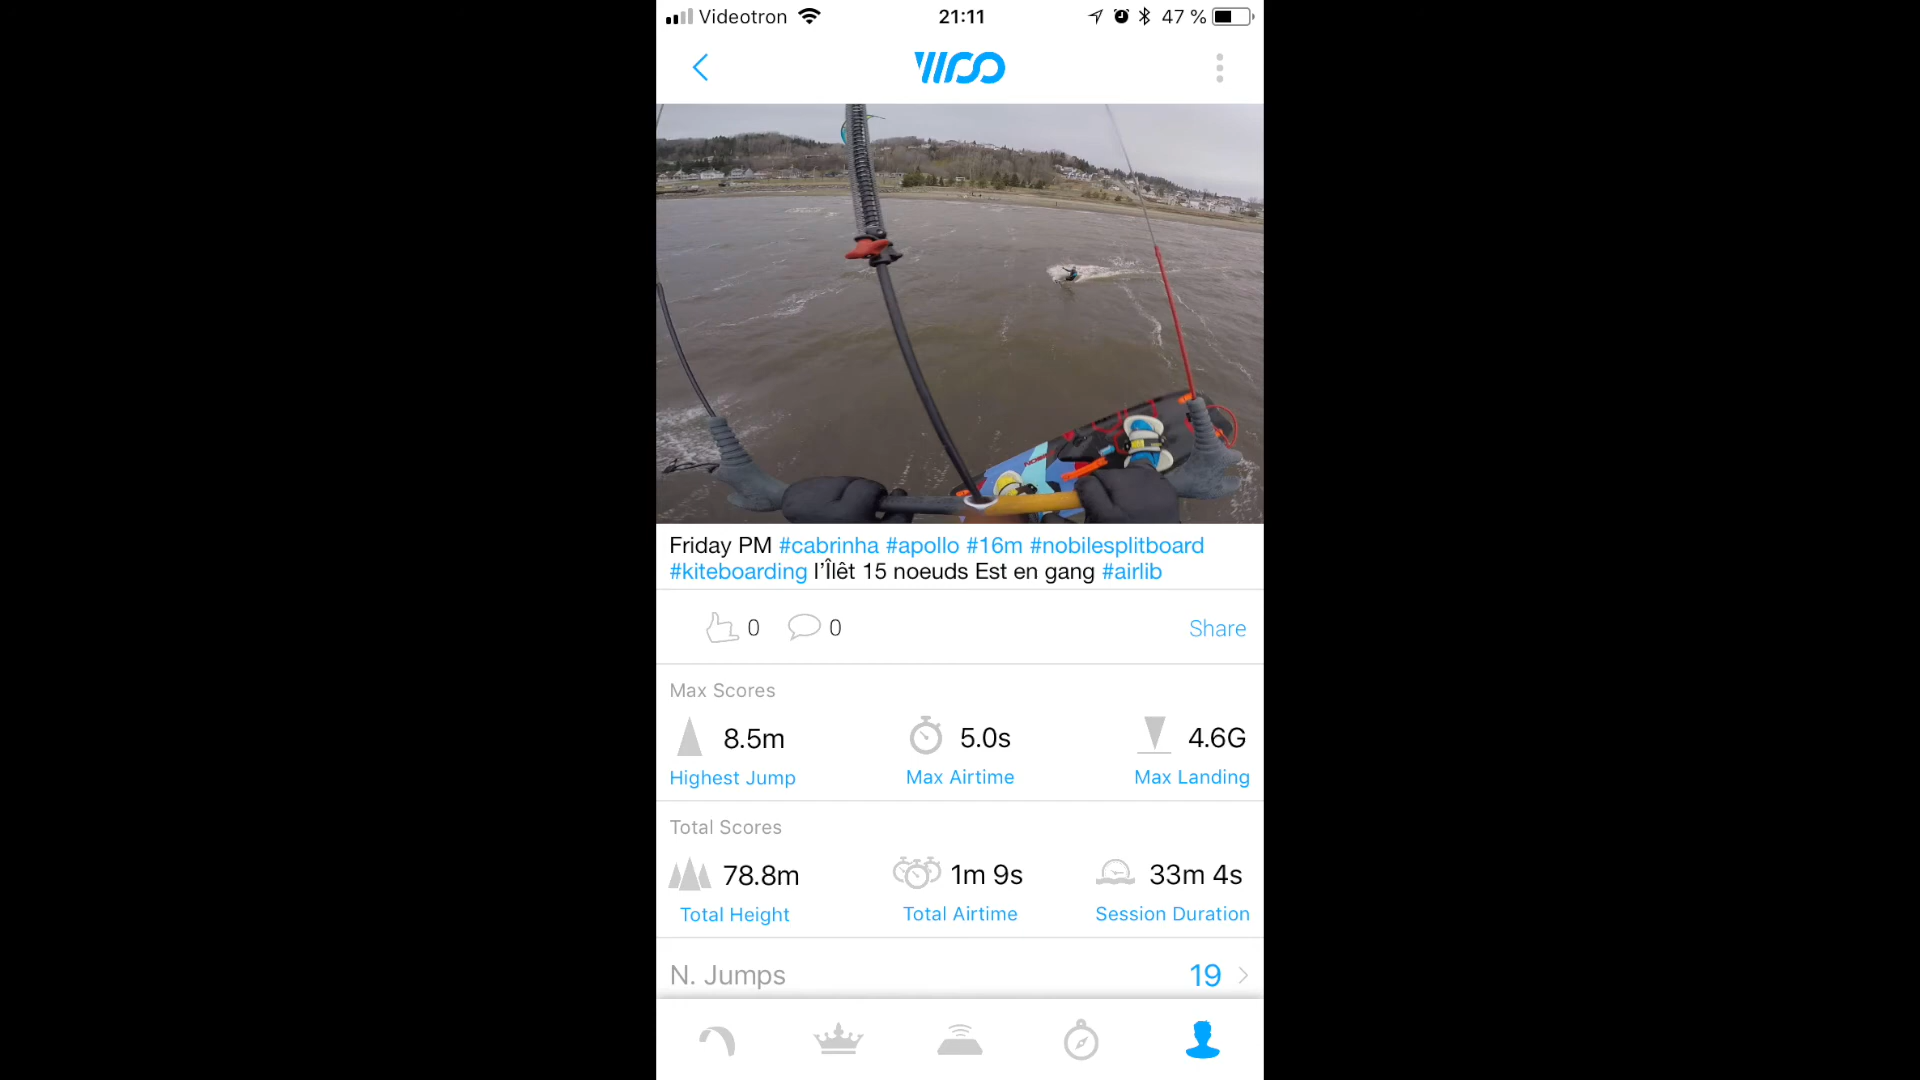 Videotron
21:11
47 %
WOO
Friday PM #cabrinha #apollo #16m #nobilesplitboard
#kiteboarding l’Îlêt 15 noeuds Est en gang #airlib
0
0
Share
Max Scores
8.5m
5.0s
4.6G
Highest Jump
Max Airtime
Max Landing
Total Scores
78.8m
1m 9s
33m 4s
Total Height
Total Airtime
Session Duration
N. Jumps
19